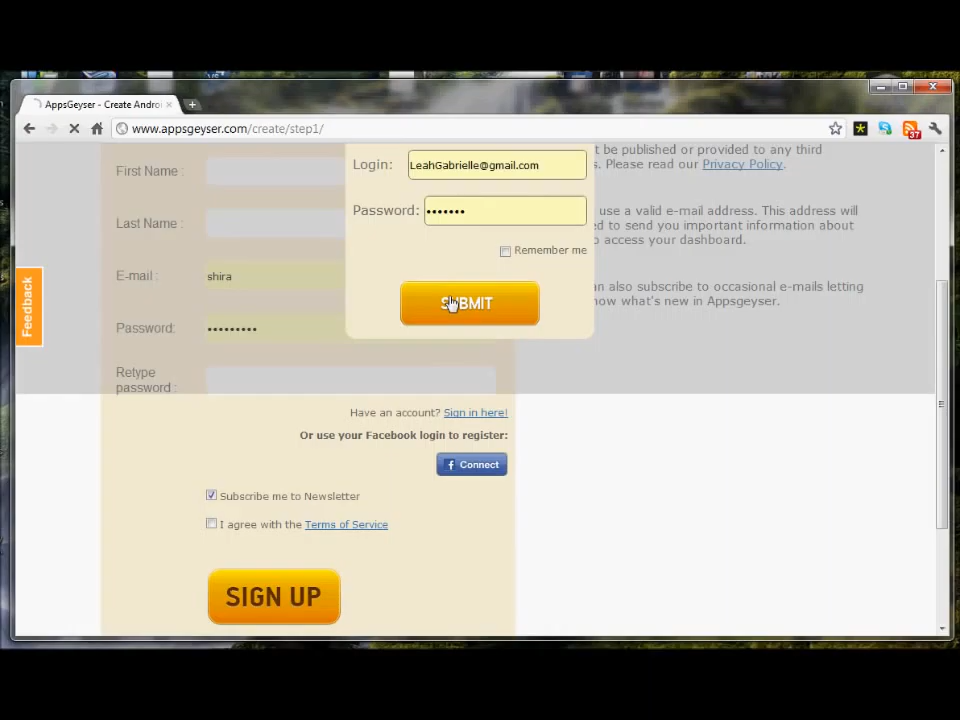 AppsGeyser - Create Androi
www.appsgeyser.com/create/step1/
37
First Name :
Last Name :
E-mail :
shira
Password:
•••••••••
Retype
password :
Login:
LeahGabrielle@gmail.com
Password:
•••••••
Remember me
SUBMIT
t be published or provided to any third
s. Please read our Privacy Policy.
use a valid e-mail address. This address will
ed to send you important information about
o access your dashboard.
an also subscribe to occasional e-mails letting
now what's new in Appsgeyser.
Feedback
Have an account? Sign in here!
Or use your Facebook login to register:
f Connect
Subscribe me to Newsletter
I agree with the Terms of Service
SIGN UP